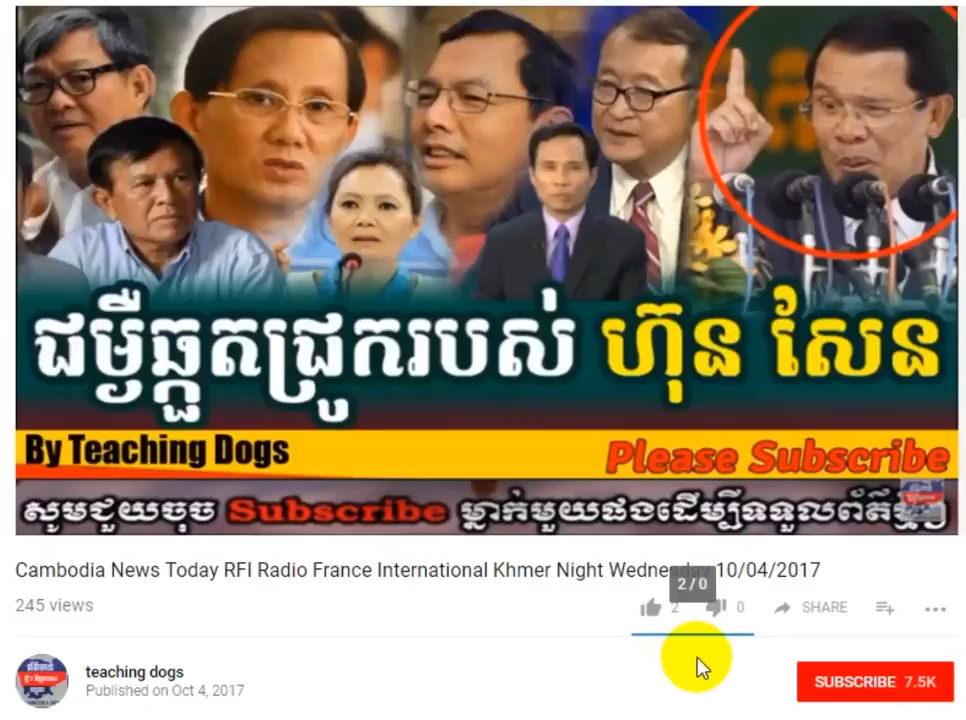 ជម្ងឺឆ្កួតជ្រូករបស់ ហ៊ុន សែន
By Teaching Dogs
Please Subscribe
សូមជួយចុច Subscribe ម្នាក់មួយផងដើម្បីទទួលព័ត៌
Cambodia News Today RFI Radio France International Khmer Night Wednesday 10/04/2017
2/0
245 views
2 0 SHARE
teaching dogs
Published on Oct 4, 2017
SUBSCRIBE 7.5K